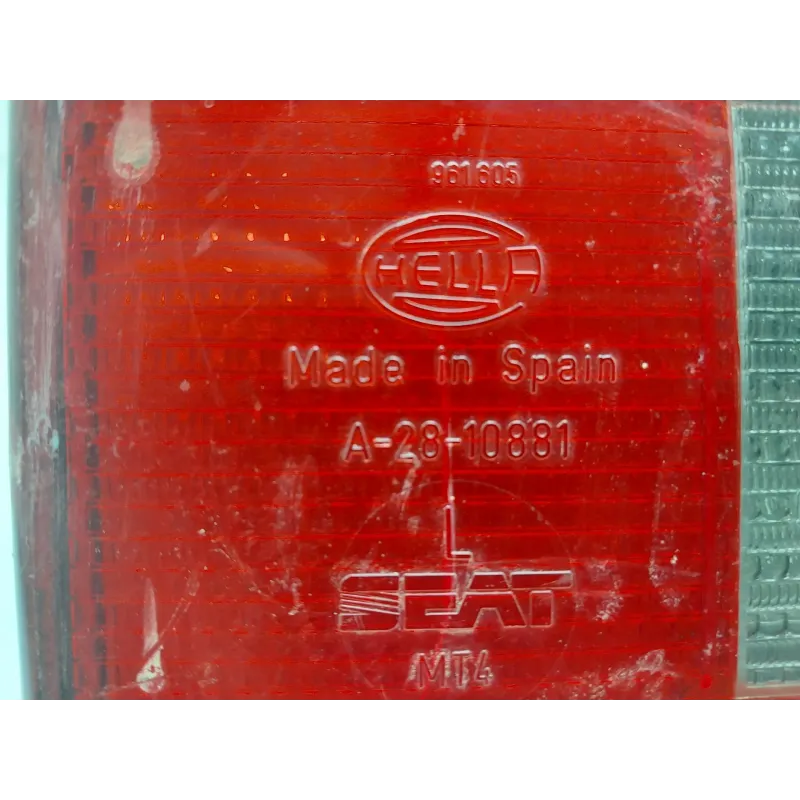 961605
HELLA
Made in Spain
A-28-10881
L
SEAT
MT4